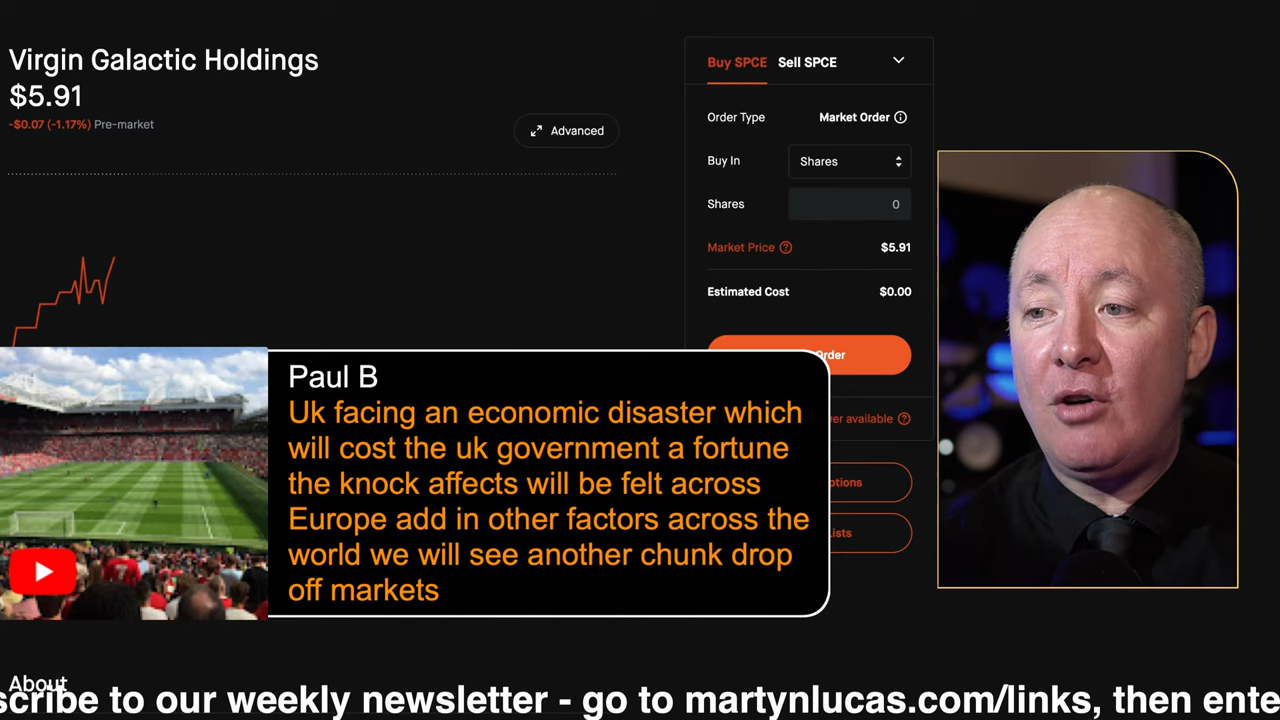 Virgin Galactic Holdings
$5.91
-$0.07 (-1.17%) Pre-market
Advanced
Buy SPCE Sell SPCE
Order Type Market Order
Buy In Shares
Shares 0
Market Price $5.91
Estimated Cost $0.00
Order
available
Paul B
Uk facing an economic disaster which
will cost the uk government a fortune
the knock affects will be felt across
Europe add in other factors across the
world we will see another chunk drop
off markets
About
scribe to our weekly newsletter - go to martynlucas.com/links, then ente